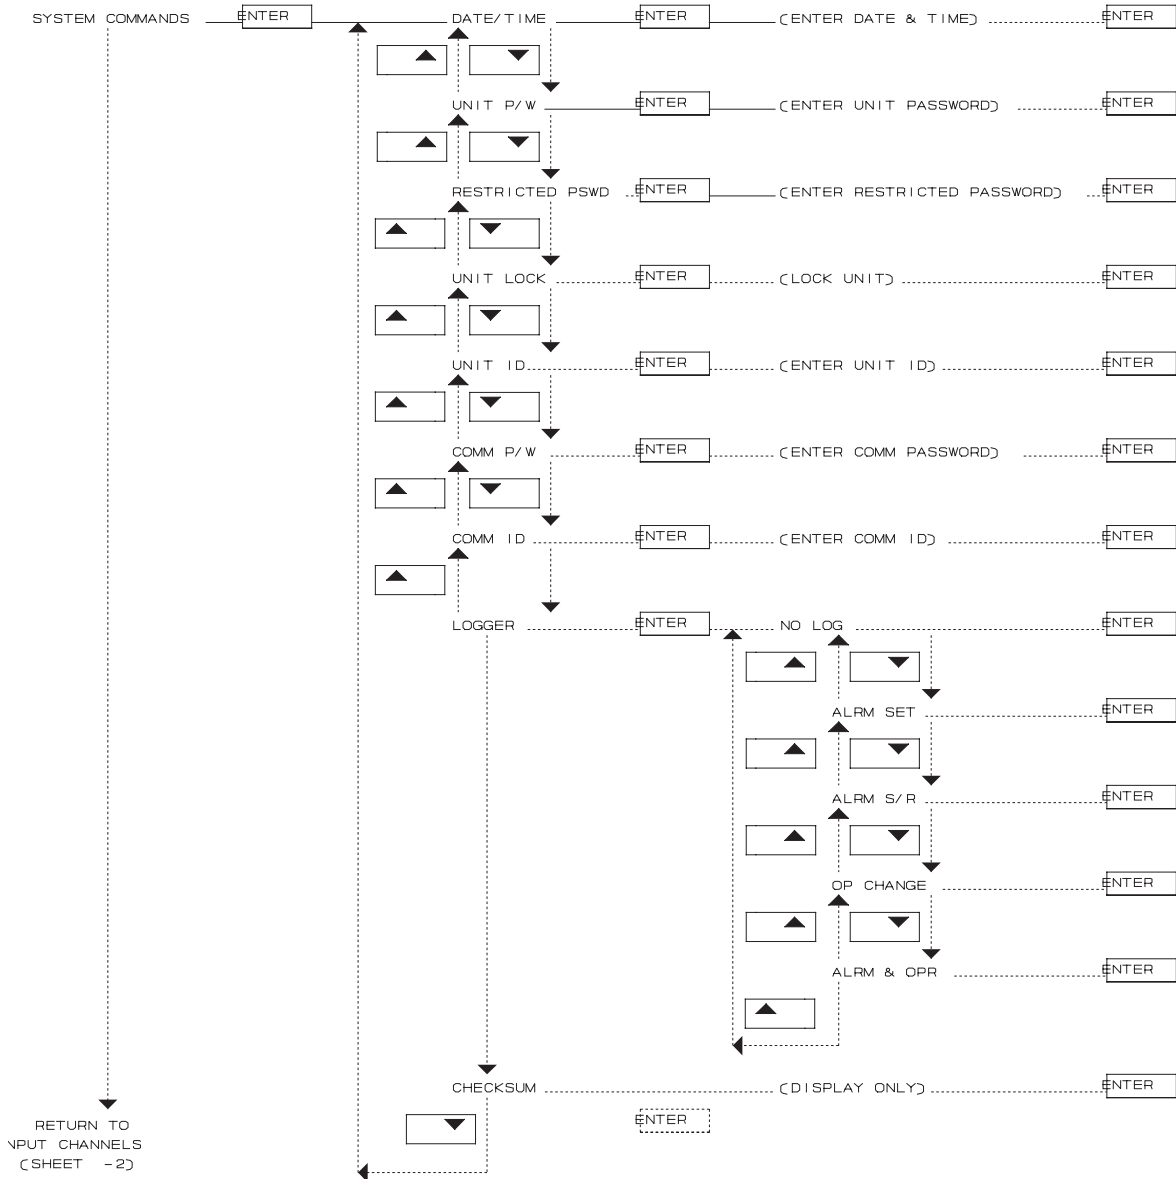 SYSTEM COMMANDS ENTER DATE/TIME ENTER (ENTER DATE & TIME) ENTER
UNIT P/W ENTER (ENTER UNIT PASSWORD) ENTER
RESTRICTED PSWD ENTER (ENTER RESTRICTED PASSWORD) ENTER
UNIT LOCK ENTER (LOCK UNIT) ENTER
UNIT ID ENTER (ENTER UNIT ID) ENTER
COMM P/W ENTER (ENTER COMM PASSWORD) ENTER
COMM ID ENTER (ENTER COMM ID) ENTER
LOGGER ENTER NO LOG ENTER
ALRM SET ENTER
ALRM S/R ENTER
OP CHANGE ENTER
ALRM & OPR ENTER
CHECKSUM (DISPLAY ONLY) ENTER
ENTER
RETURN TO
NPUT CHANNELS
(SHEET -2)